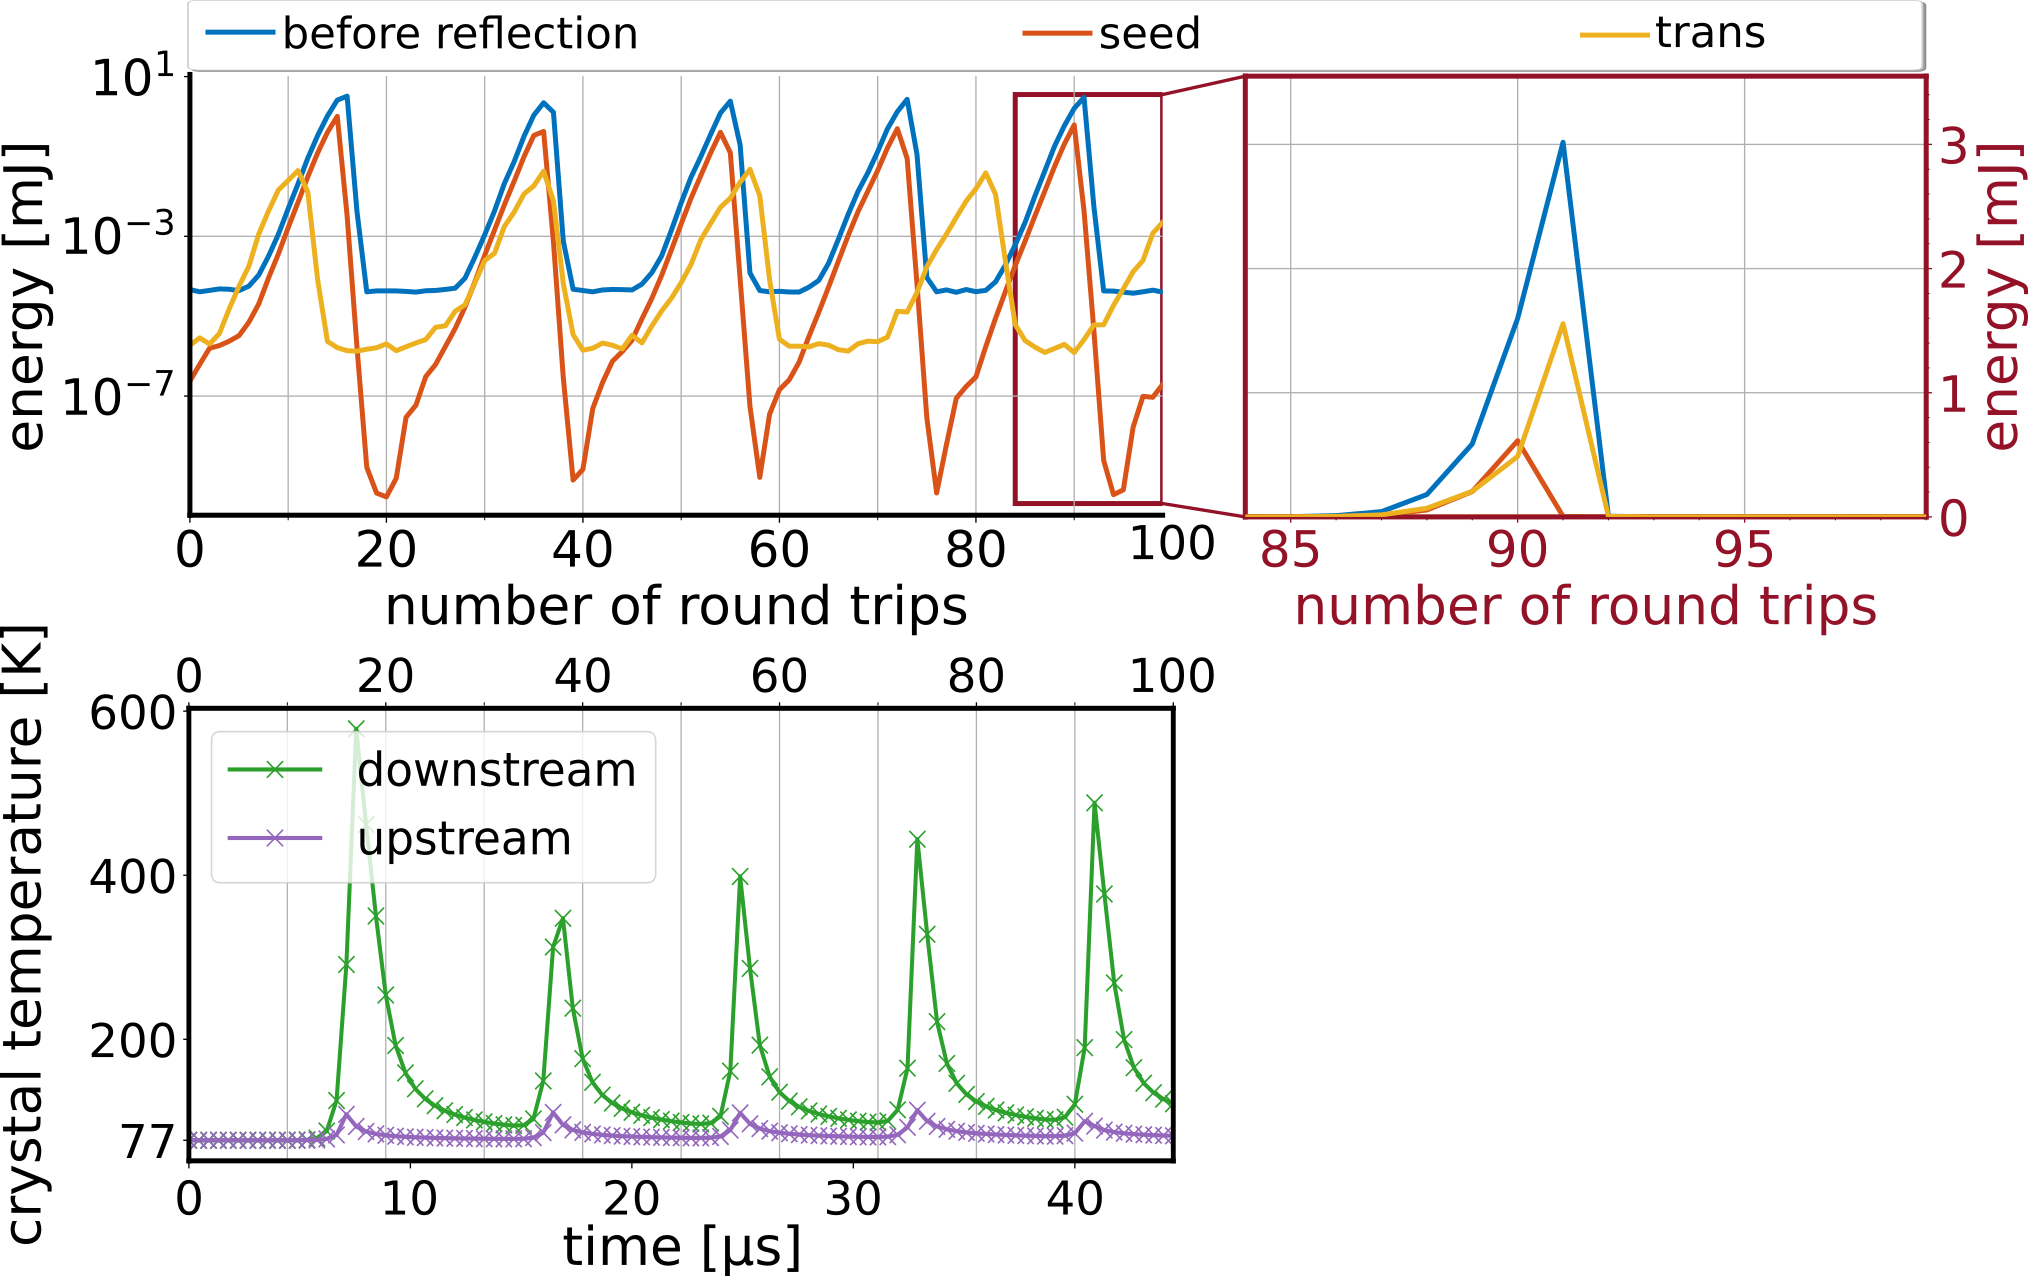 before reflection seed trans
10¹
10⁻³
10⁻⁷
energy [mJ]
0 20 40 60 80 100
number of round trips
3
2
1
0
energy [mJ]
85 90 95
number of round trips
0 20 40 60 80 100
600
400
200
77
crystal temperature [K]
downstream
upstream
0 10 20 30 40
time [μs]